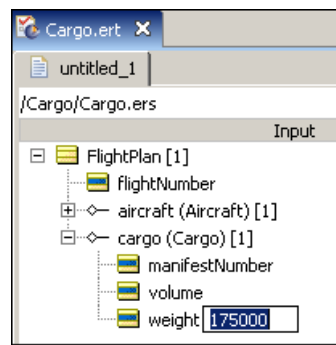 Cargo.ert
untitled_1
/Cargo/Cargo.ers
Input
FlightPlan [1]
flightNumber
aircraft (Aircraft) [1]
cargo (Cargo) [1]
manifestNumber
volume
weight 175000